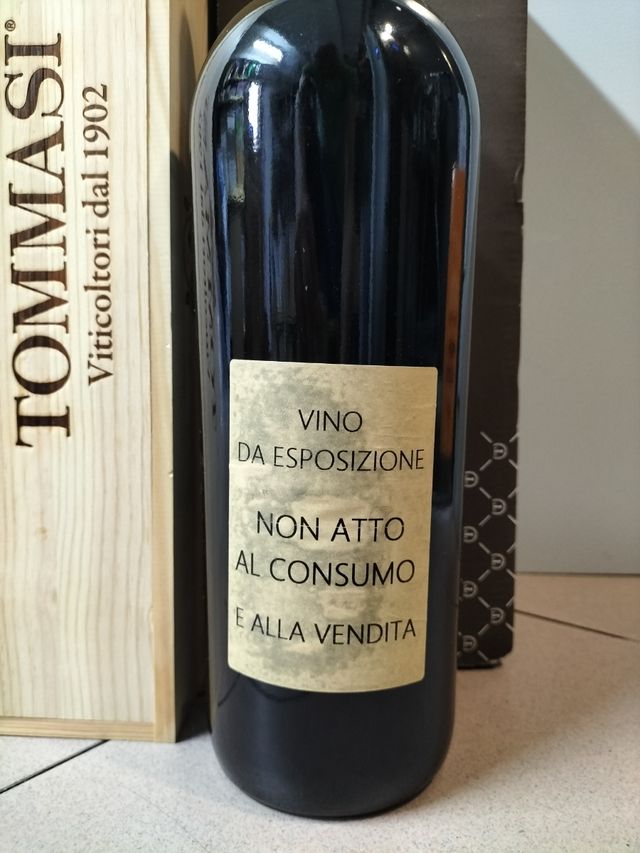 TOMMASI®
Viticoltori dal 1902
VINO
DA ESPOSIZIONE
NON ATTO
AL CONSUMO
E ALLA VENDITA